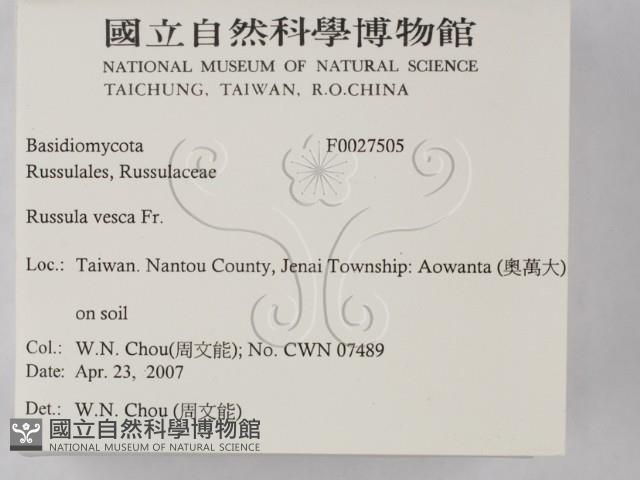 國立自然科學博物館
NATIONAL MUSEUM OF NATURAL SCIENCE
TAICHUNG, TAIWAN, R.O.CHINA
Basidiomycota F0027505
Russulales, Russulaceae
Russula vesca Fr.
Loc.: Taiwan. Nantou County, Jenai Township: Aowanta (奧萬大)
on soil
Col.: W.N. Chou(周文能); No. CWN 07489
Date: Apr. 23, 2007
Det.: W.N. Chou (周文能)
國立自然科學博物館
NATIONAL MUSEUM OF NATURAL SCIENCE